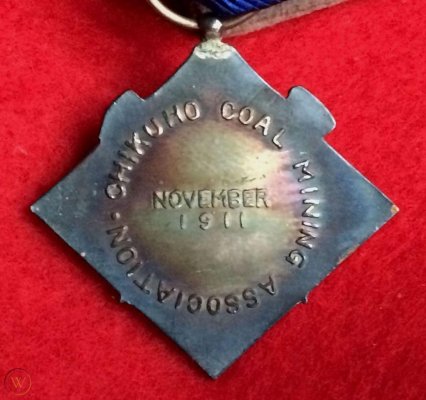 CHIKUHO COAL MINING ASSOCIATION ·
NOVEMBER
1911